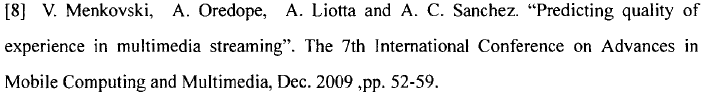 [8] V. Menkovski, A. Oredope, A. Liotta and A. C. Sanchez. “Predicting quality of
experience in multimedia streaming”. The 7th International Conference on Advances in
Mobile Computing and Multimedia, Dec. 2009 ,pp. 52-59.